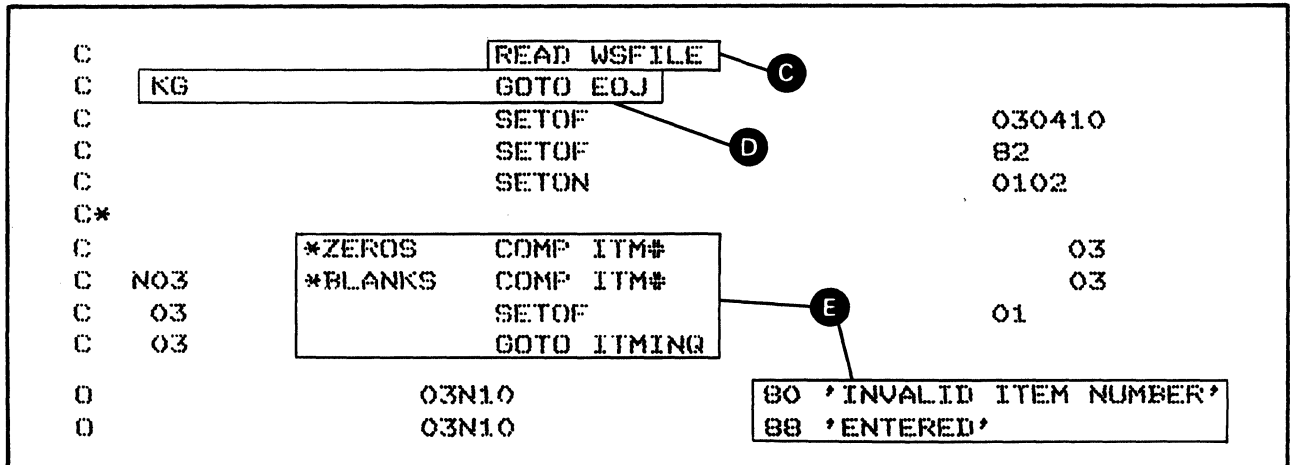 C READ WSFILE C
C KG GOTO EOJ
C SETOF 030410
C SETOF 82 D
C SETON 0102
C*
C *ZEROS COMP ITM# 03
C N03 *BLANKS COMP ITM# 03
C 03 SETOF 01 E
C 03 GOTO ITMINQ
O 03N10 80 'INVALID ITEM NUMBER'
O 03N10 88 'ENTERED'